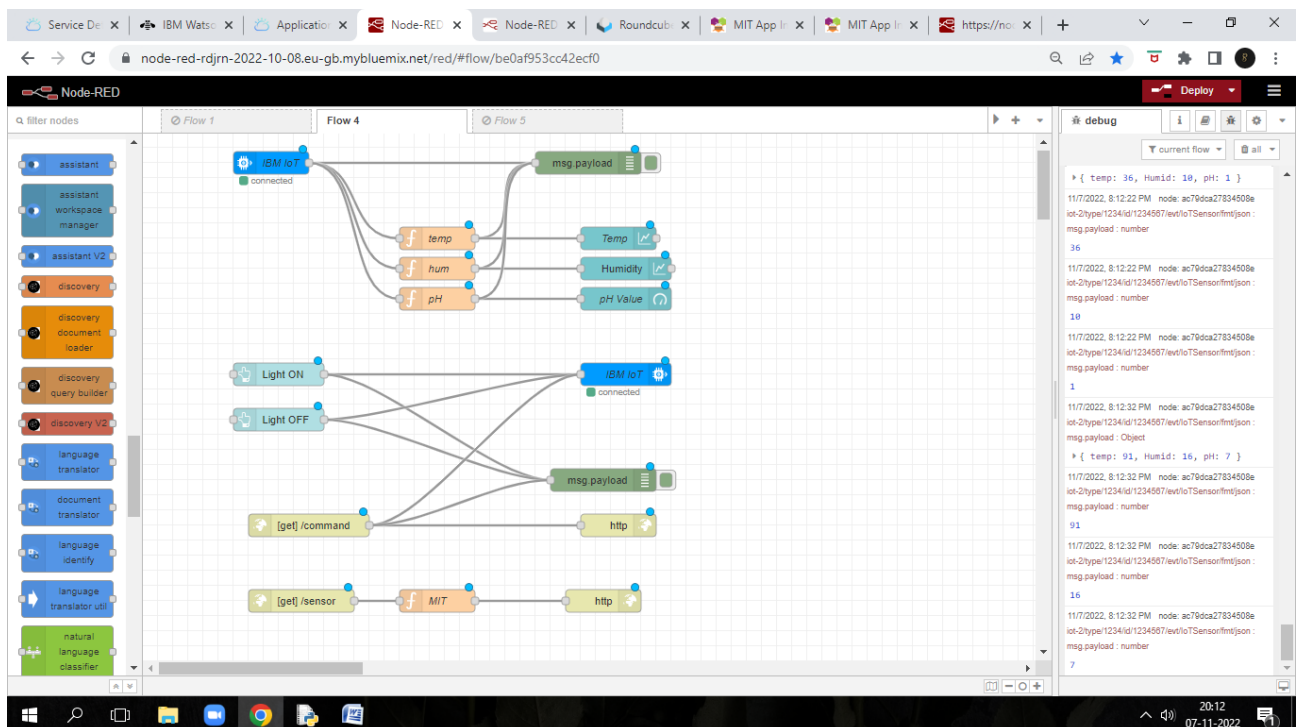 Service De
IBM Watso
Application
Node-RED
Node-RED
Roundcube
MIT App In
MIT App In
https://no
node-red-rdjrn-2022-10-08.eu-gb.mybluemix.net/red/#flow/be0af953cc42ecf0
Node-RED
Deploy
filter nodes
Flow 1
Flow 4
Flow 5
debug
current flow
all
assistant
assistant
workspace
manager
assistant V2
discovery
discovery
document
loader
discovery
query builder
discovery V2
language
translator
document
translator
language
identify
language
translator util
natural
language
classifier
IBM IoT
connected
msg.payload
temp
hum
pH
Temp
Humidity
pH Value
Light ON
Light OFF
IBM IoT
connected
msg.payload
[get] /command
http
[get] /sensor
MIT
http
{ temp: 36, Humid: 10, pH: 1 }
11/7/2022, 8:12:22 PM node: ac79dca27834508e
iot-2/type/1234/id/1234567/evt/IoTSensor/fmt/json :
msg.payload : number
36
11/7/2022, 8:12:22 PM node: ac79dca27834508e
iot-2/type/1234/id/1234567/evt/IoTSensor/fmt/json :
msg.payload : number
10
11/7/2022, 8:12:22 PM node: ac79dca27834508e
iot-2/type/1234/id/1234567/evt/IoTSensor/fmt/json :
msg.payload : number
1
11/7/2022, 8:12:32 PM node: ac79dca27834508e
iot-2/type/1234/id/1234567/evt/IoTSensor/fmt/json :
msg.payload : Object
{ temp: 91, Humid: 16, pH: 7 }
11/7/2022, 8:12:32 PM node: ac79dca27834508e
iot-2/type/1234/id/1234567/evt/IoTSensor/fmt/json :
msg.payload : number
91
11/7/2022, 8:12:32 PM node: ac79dca27834508e
iot-2/type/1234/id/1234567/evt/IoTSensor/fmt/json :
msg.payload : number
16
11/7/2022, 8:12:32 PM node: ac79dca27834508e
iot-2/type/1234/id/1234567/evt/IoTSensor/fmt/json :
msg.payload : number
7
20:12
07-11-2022